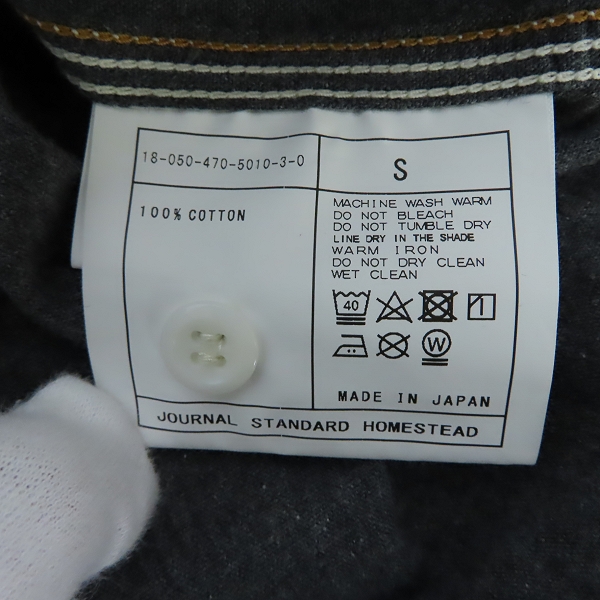 18-050-470-5010-3-0
S
100% COTTON
MACHINE WASH WARM
DO NOT BLEACH
DO NOT TUMBLE DRY
LINE DRY IN THE SHADE
WARM IRON
DO NOT DRY CLEAN
WET CLEAN
40
W
MADE IN JAPAN
JOURNAL STANDARD HOMESTEAD